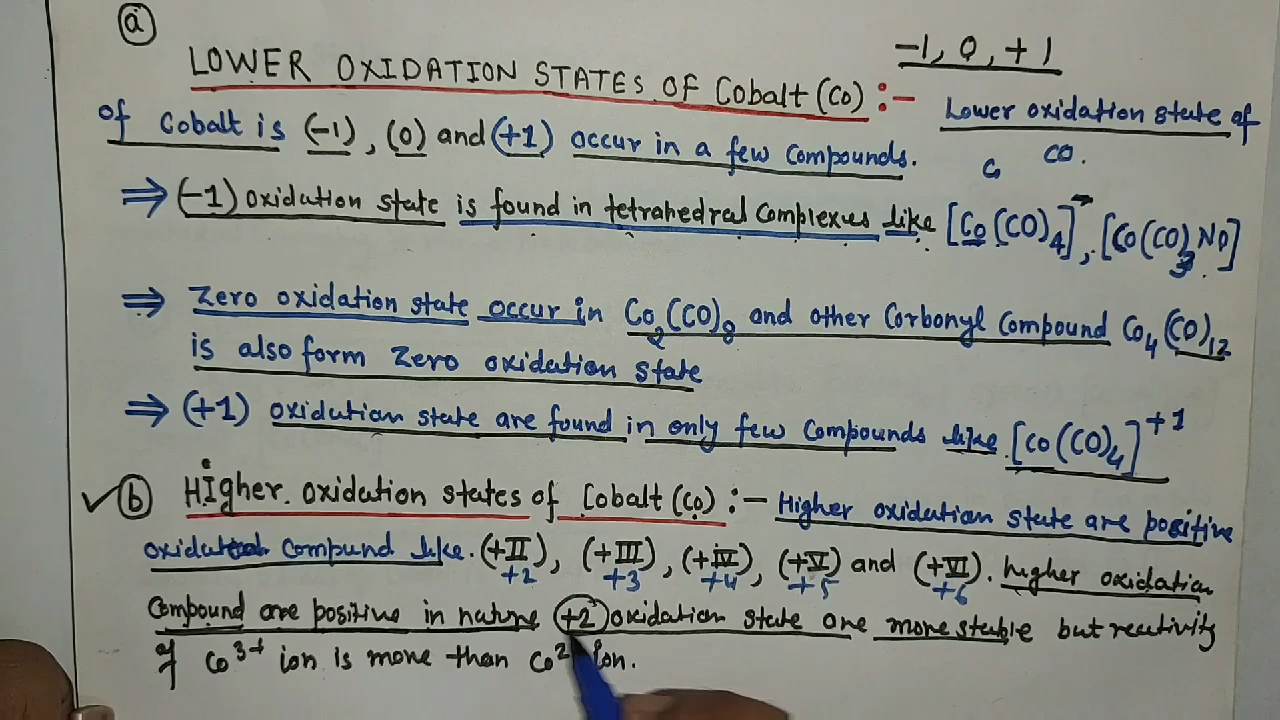 a
-1, 0, +1
LOWER OXIDATION STATES OF Cobalt (Co) :- Lower oxidation state of Co.
of Cobalt is (-1), (0) and (+1) occur in a few Compounds.
⇒ (-1) oxidation state is found in tetrahedral Complexes like [Co(CO)4]⁻, [Co(CO)3NO]
⇒ Zero oxidation state occur in Co2(CO)8 and other Corbonyl Compound Co4(CO)12
is also form Zero oxidation state
⇒ (+1) oxidation state are found in only few Compounds like [Co(CO)4]+1
✓ b Higher. oxidation states of Cobalt (Co) :- Higher oxidation state are positive
compund like. (+II), (+III), (+IV), (+V) and (+VI). higher oxidation
+2 +3 +4 +5 +6
Compound are positive in nature +2 oxidation state are more stable but reactivity
of Co3+ ion is more than Co2 ion.